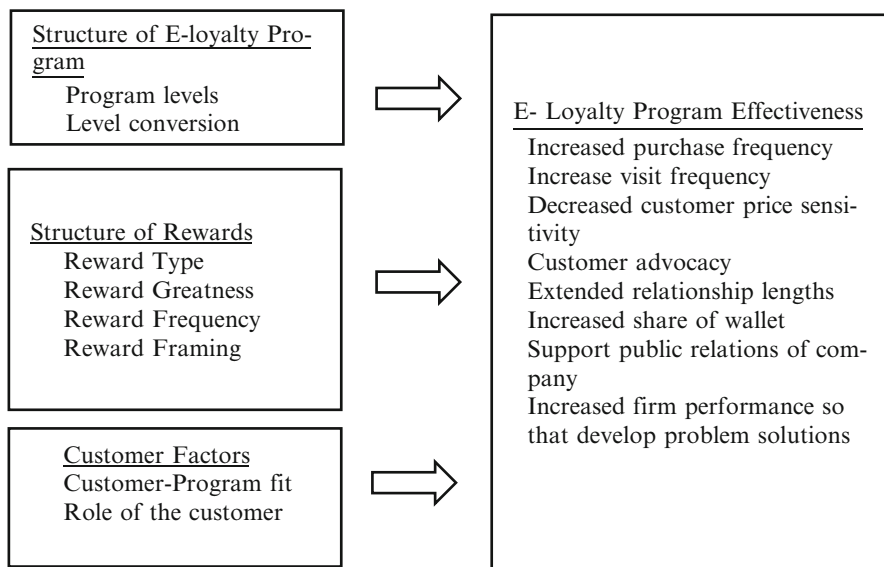 Structure of E-loyalty Pro-
gram
Program levels
Level conversion
Structure of Rewards
Reward Type
Reward Greatness
Reward Frequency
Reward Framing
Customer Factors
Customer-Program fit
Role of the customer
E- Loyalty Program Effectiveness
Increased purchase frequency
Increase visit frequency
Decreased customer price sensi-
tivity
Customer advocacy
Extended relationship lengths
Increased share of wallet
Support public relations of com-
pany
Increased firm performance so
that develop problem solutions